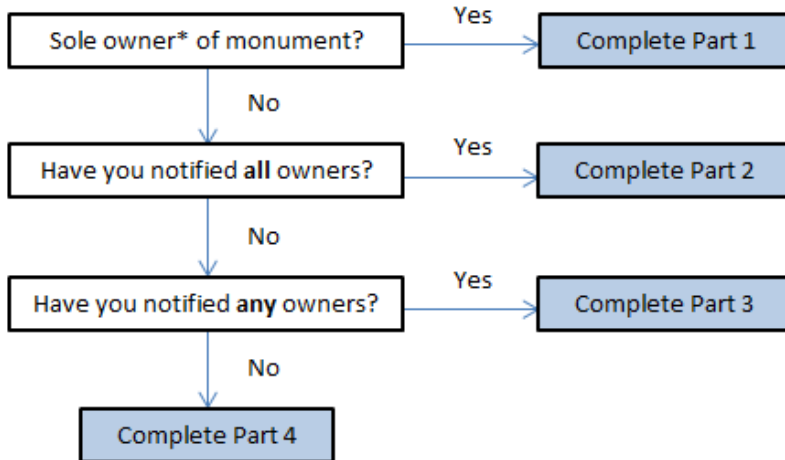 Sole owner* of monument?
Yes
Complete Part 1
No
Have you notified all owners?
Yes
Complete Part 2
No
Have you notified any owners?
Yes
Complete Part 3
No
Complete Part 4